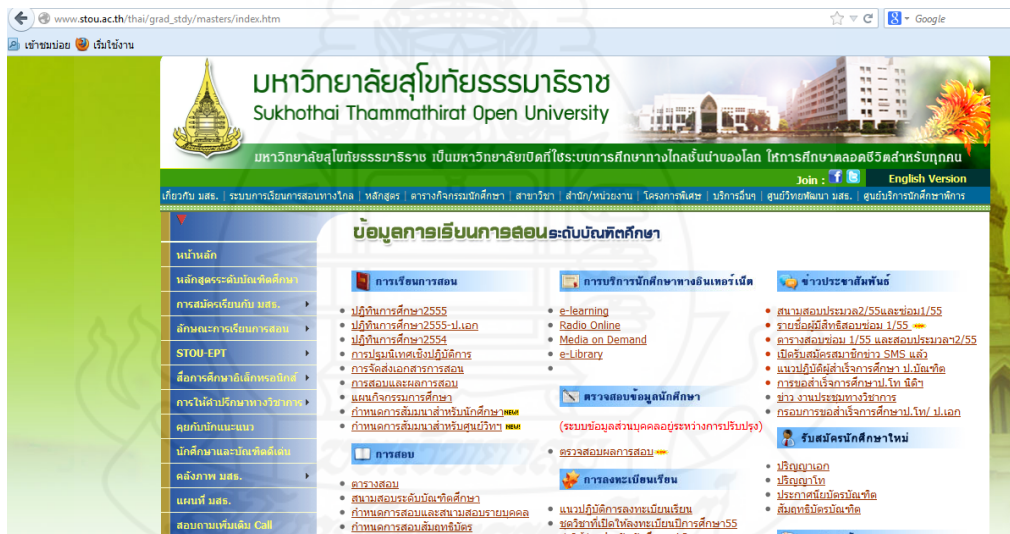 www.stou.ac.th/thai/grad_stdy/masters/index.htm
Google
เข้าชมบ่อย เริ่มใช้งาน
มหาวิทยาลัยสุโขทัยธรรมาธิราช
Sukhothai Thammathirat Open University
มหาวิทยาลัยสุโขทัยธรรมาธิราช เป็นมหาวิทยาลัยเปิดที่ใช้ระบบการศึกษาทางไกลชั้นนำของโลก ให้การศึกษาตลอดชีวิตสำหรับทุกคน
Join : English Version
เกี่ยวกับ มสธ. | ระบบการเรียนการสอนทางไกล | หลักสูตร | ตารางกิจกรรมนักศึกษา | สาขาวิชา | สำนัก/หน่วยงาน | โครงการพิเศษ | บริการอื่นๆ | ศูนย์วิทยพัฒนา มสธ. | ศูนย์บริการนักศึกษาพิการ
ข้อมูลการเรียนการสอนระดับบัณฑิตศึกษา
หน้าหลัก
หลักสูตรระดับบัณฑิตศึกษา
การสมัครเรียนกับ มสธ.
ลักษณะการเรียนการสอน
STOU-EPT
สื่อการศึกษาอิเล็กทรอนิกส์
การให้คำปรึกษาทางวิชาการ
คุยกับนักแนะแนว
นักศึกษาและบัณฑิตดีเด่น
คลังภาพ มสธ.
แผนที่ มสธ.
สอบถามเพิ่มเติม Call
การเรียนการสอน
ปฏิทินการศึกษา2555
ปฏิทินการศึกษา2555-ป.เอก
ปฏิทินการศึกษา2554
การปฐมนิเทศเชิงปฏิบัติการ
การจัดส่งเอกสารการสอน
การสอบและผลการสอบ
แผนกิจกรรมการศึกษา
กำหนดการสัมมนาสำหรับนักศึกษา NEW!
กำหนดการสัมมนาสำหรับศูนย์วิทฯ NEW!
การสอบ
ตารางสอบ
สนามสอบระดับบัณฑิตศึกษา
กำหนดการสอบและสนามสอบรายบุคคล
กำหนดการสอบสัมฤทธิบัตร
การบริการนักศึกษาทางอินเทอร์เน็ต
e-learning
Radio Online
Media on Demand
e-Library
ตรวจสอบข้อมูลนักศึกษา
(ระบบข้อมูลส่วนบุคคลอยู่ระหว่างการปรับปรุง)
ตรวจสอบผลการสอบ
การลงทะเบียนเรียน
แนวปฏิบัติการลงทะเบียนเรียน
ชุดวิชาที่เปิดให้ลงทะเบียนปีการศึกษา55
ข่าวประชาสัมพันธ์
สนามสอบประมวล2/55และซ่อม1/55
รายชื่อผู้มีสิทธิสอบซ่อม 1/55
ตารางสอบซ่อม 1/55 และสอบประมวลฯ2/55
เปิดรับสมัครสมาชิกข่าว SMS แล้ว
แนวปฏิบัติผู้สำเร็จการศึกษา ป.บัณฑิต
การขอสำเร็จการศึกษาป.โท นิติฯ
ข่าว งานประชุมทางวิชาการ
กรอบการขอสำเร็จการศึกษาป.โท/ ป.เอก
รับสมัครนักศึกษาใหม่
ปริญญาเอก
ปริญญาโท
ประกาศนียบัตรบัณฑิต
สัมฤทธิบัตรบัณฑิต